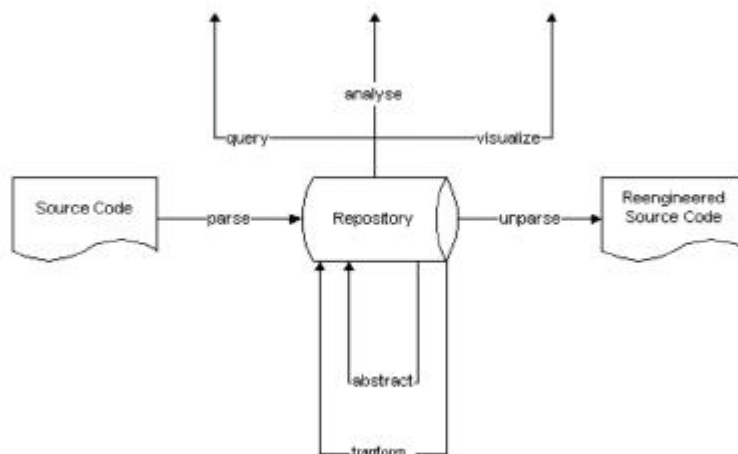 analyse
query
visualize
Source Code
parse
Repository
unparse
Reengineered
Source Code
abstract
tranform